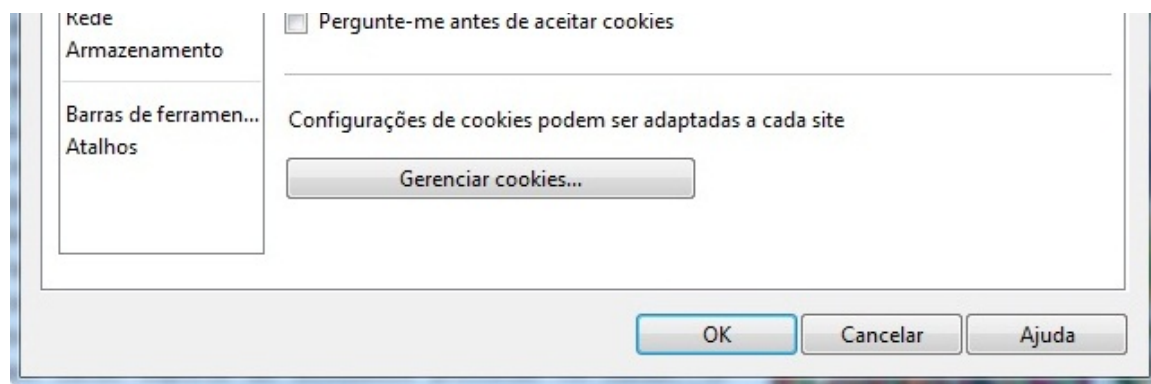 Rede
Armazenamento
Barras de ferramen...
Atalhos
Pergunte-me antes de aceitar cookies
Configurações de cookies podem ser adaptadas a cada site
Gerenciar cookies...
OK
Cancelar
Ajuda